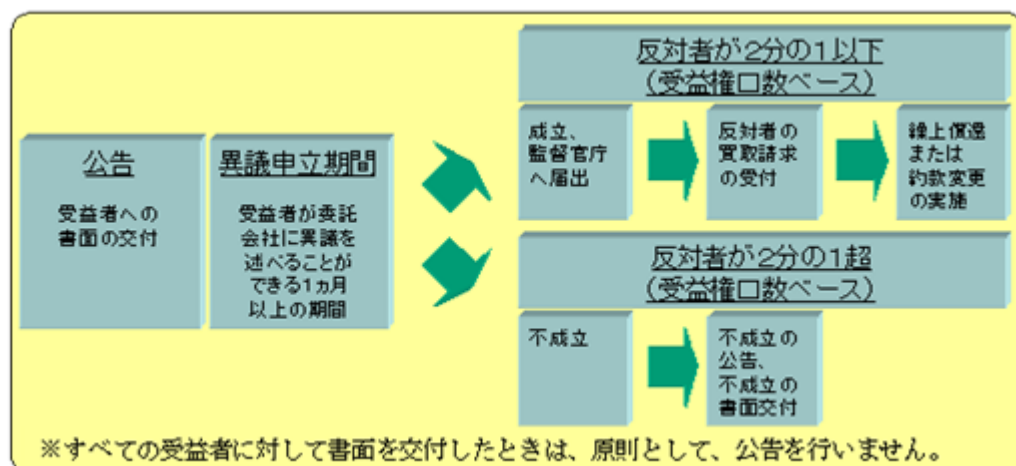 公告
受益者への
書面の交付
異議申立期間
受益者が委託
会社に異議を
述べることが
できる1ヵ月
以上の期間
反対者が2分の1以下
(受益権口数ベース)
成立、
監督官庁
へ届出
反対者の
買取請求
の受付
繰上償還
または
約款変更
の実施
反対者が2分の1超
(受益権口数ベース)
不成立
不成立の
公告、
不成立の
書面交付
※すべての受益者に対して書面を交付したときは、原則として、公告を行いません。